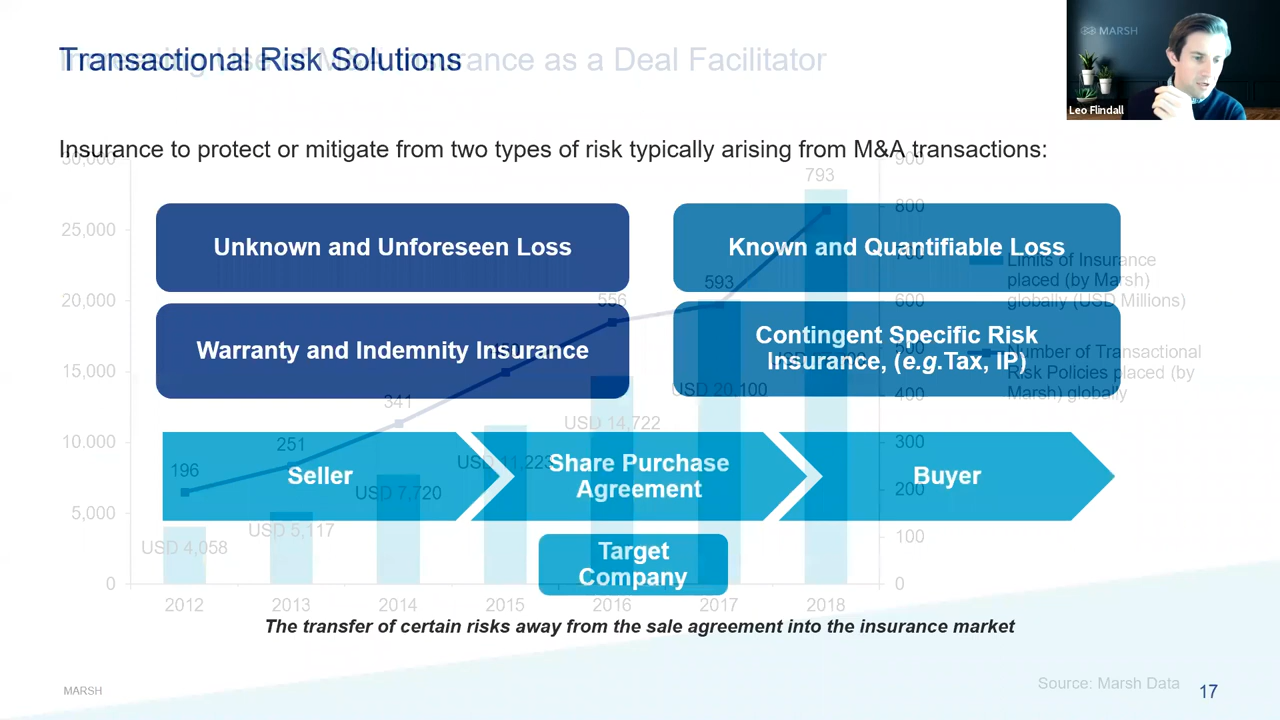 Transactional Risk Solutions
Insurance as a Deal Facilitator
MARSH
Leo Flindall
Insurance to protect or mitigate from two types of risk typically arising from M&A transactions:
Unknown and Unforeseen Loss
Known and Quantifiable Loss
Warranty and Indemnity Insurance
Contingent Specific Risk
Insurance, (e.g.Tax, IP)
Seller
Share Purchase
Agreement
Buyer
Target
Company
The transfer of certain risks away from the sale agreement into the insurance market
30,000
25,000
20,000
15,000
10,000
5,000
0
900
800
600
400
300
200
100
0
196
251
341
556
593
793
USD 4,058
USD 5,117
USD 7,720
USD 11,223
USD 14,722
USD 20,100
2012
2013
2014
2015
2016
2017
2018
Limits of Insurance
placed (by Marsh)
globally (USD Millions)
Number of Transactional
Risk Policies placed (by
Marsh) globally
MARSH
Source: Marsh Data
17